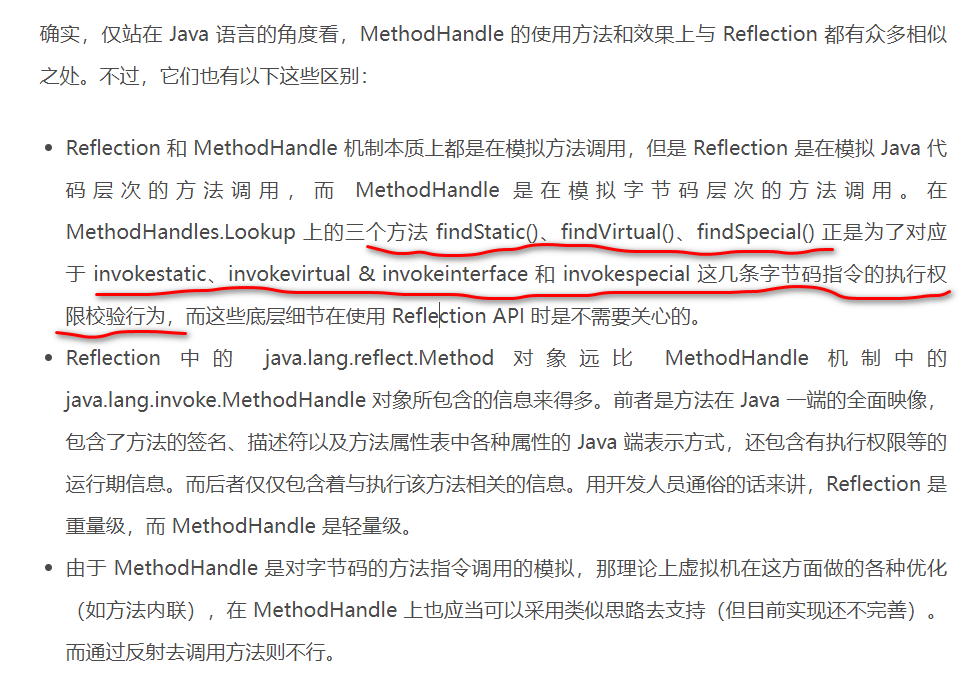 确实，仅站在 Java 语言的角度看，MethodHandle 的使用方法和效果上与 Reflection 都有众多相似
之处。不过，它们也有以下这些区别：
• Reflection 和 MethodHandle 机制本质上都是在模拟方法调用，但是 Reflection 是在模拟 Java 代
码层次的方法调用，而 MethodHandle 是在模拟字节码层次的方法调用。在
MethodHandles.Lookup 上的三个方法 findStatic()、findVirtual()、findSpecial() 正是为了对应
于 invokestatic、invokevirtual & invokeinterface 和 invokespecial 这几条字节码指令的执行权
限校验行为，而这些底层细节在使用 Reflection API 时是不需要关心的。
• Reflection 中的 java.lang.reflect.Method 对象远比 MethodHandle 机制中的
java.lang.invoke.MethodHandle 对象所包含的信息来得多。前者是方法在 Java 一端的全面映像，
包含了方法的签名、描述符以及方法属性表中各种属性的 Java 端表示方式，还包含有执行权限等的
运行期信息。而后者仅仅包含着与执行该方法相关的信息。用开发人员通俗的话来讲，Reflection 是
重量级，而 MethodHandle 是轻量级。
• 由于 MethodHandle 是对字节码的方法指令调用的模拟，那理论上虚拟机在这方面做的各种优化
（如方法内联），在 MethodHandle 上也应当可以采用类似思路去支持（但目前实现还不完善）。
而通过反射去调用方法则不行。